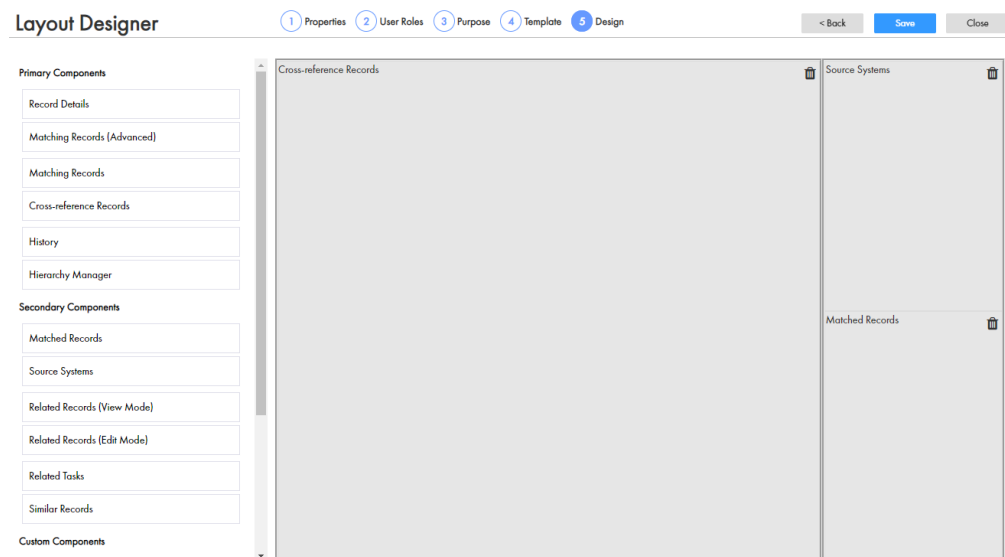 Layout Designer
1 Properties 2 User Roles 3 Purpose 4 Template 5 Design
< Back Save Close
Primary Components
Record Details
Matching Records (Advanced)
Matching Records
Cross-reference Records
History
Hierarchy Manager
Secondary Components
Matched Records
Source Systems
Related Records (View Mode)
Related Records (Edit Mode)
Related Tasks
Similar Records
Custom Components
Cross-reference Records
Source Systems
Matched Records